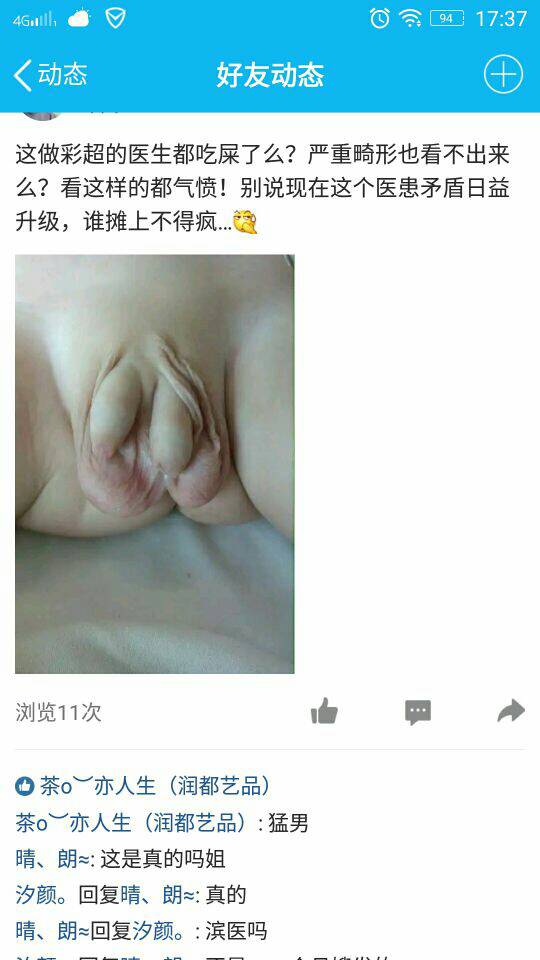 4G 94 17:37
动态 好友动态
这做彩超的医生都吃屎了么？严重畸形也看不出来
么？看这样的都气愤！别说现在这个医患矛盾日益
升级，谁摊上不得疯...
浏览11次
茶o︶亦人生（润都艺品）
茶o︶亦人生（润都艺品）: 猛男
晴、朗≈: 这是真的吗姐
汐颜。回复晴、朗≈: 真的
晴、朗≈回复汐颜。: 滨医吗